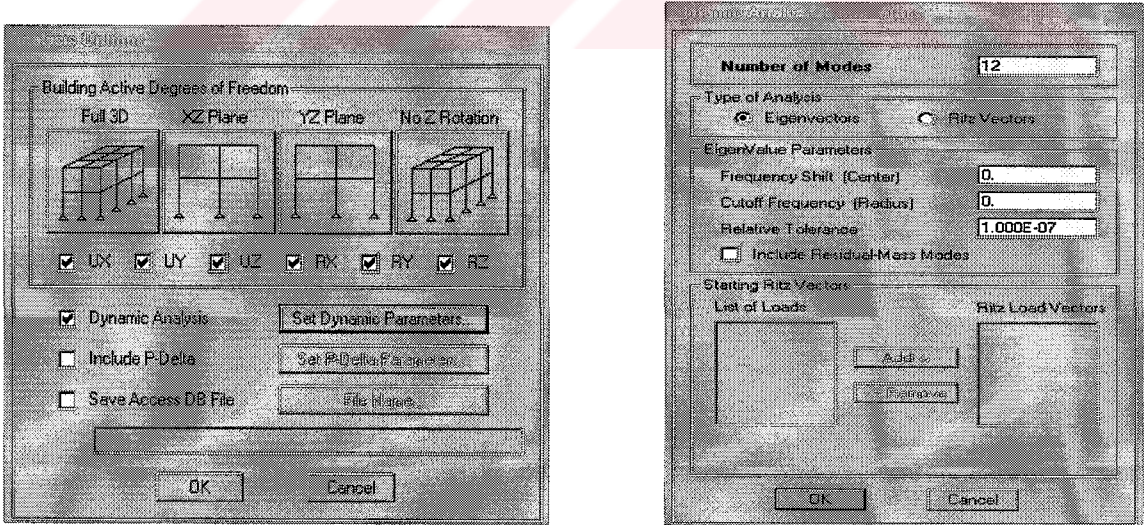 Building Active Degrees of Freedom
Full 3D XZ Plane YZ Plane No Z Rotation
UX UY UZ RX RY RZ
Dynamic Analysis Set Dynamic Parameters...
Include P-Delta Set P-Delta Parameters...
Save Access DB File File Name...
OK Cancel
Number of Modes 12
Type of Analysis
Eigenvectors Ritz Vectors
EigenValue Parameters
Frequency Shift (Center) 0.
Cutoff Frequency (Radius) 0.
Relative Tolerance 1.000E-07
Include Residual-Mass Modes
Starting Ritz Vectors
List of Loads Ritz Load Vectors
Add ->
<- Remove
OK Cancel